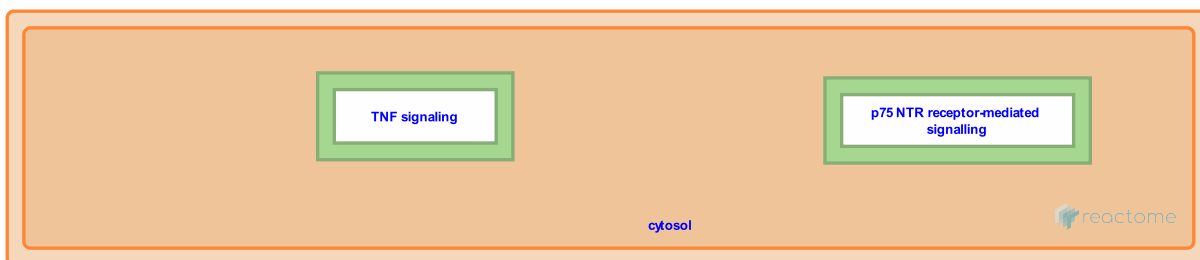 TNF signaling
p75 NTR receptor-mediated
signalling
cytosol
reactome